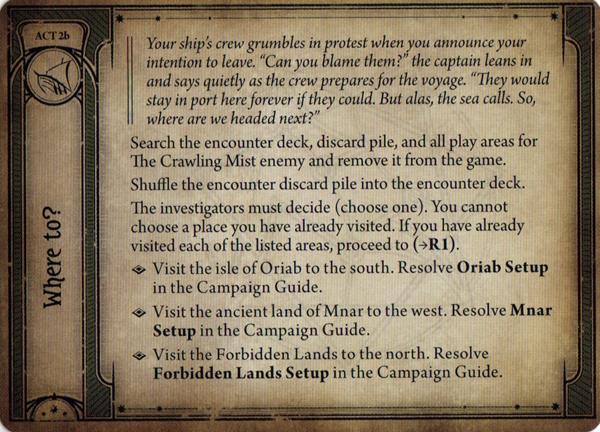 ACT 2b
Where to?
Your ship's crew grumbles in protest when you announce your
intention to leave. “Can you blame them?” the captain leans in
and says quietly as the crew prepares for the voyage. “They would
stay in port here forever if they could. But alas, the sea calls. So,
where are we headed next?”
Search the encounter deck, discard pile, and all play areas for
The Crawling Mist enemy and remove it from the game.
Shuffle the encounter discard pile into the encounter deck.
The investigators must decide (choose one). You cannot
choose a place you have already visited. If you have already
visited each of the listed areas, proceed to (→R1).
Visit the isle of Oriab to the south. Resolve Oriab Setup
in the Campaign Guide.
Visit the ancient land of Mnar to the west. Resolve Mnar
Setup in the Campaign Guide.
Visit the Forbidden Lands to the north. Resolve
Forbidden Lands Setup in the Campaign Guide.